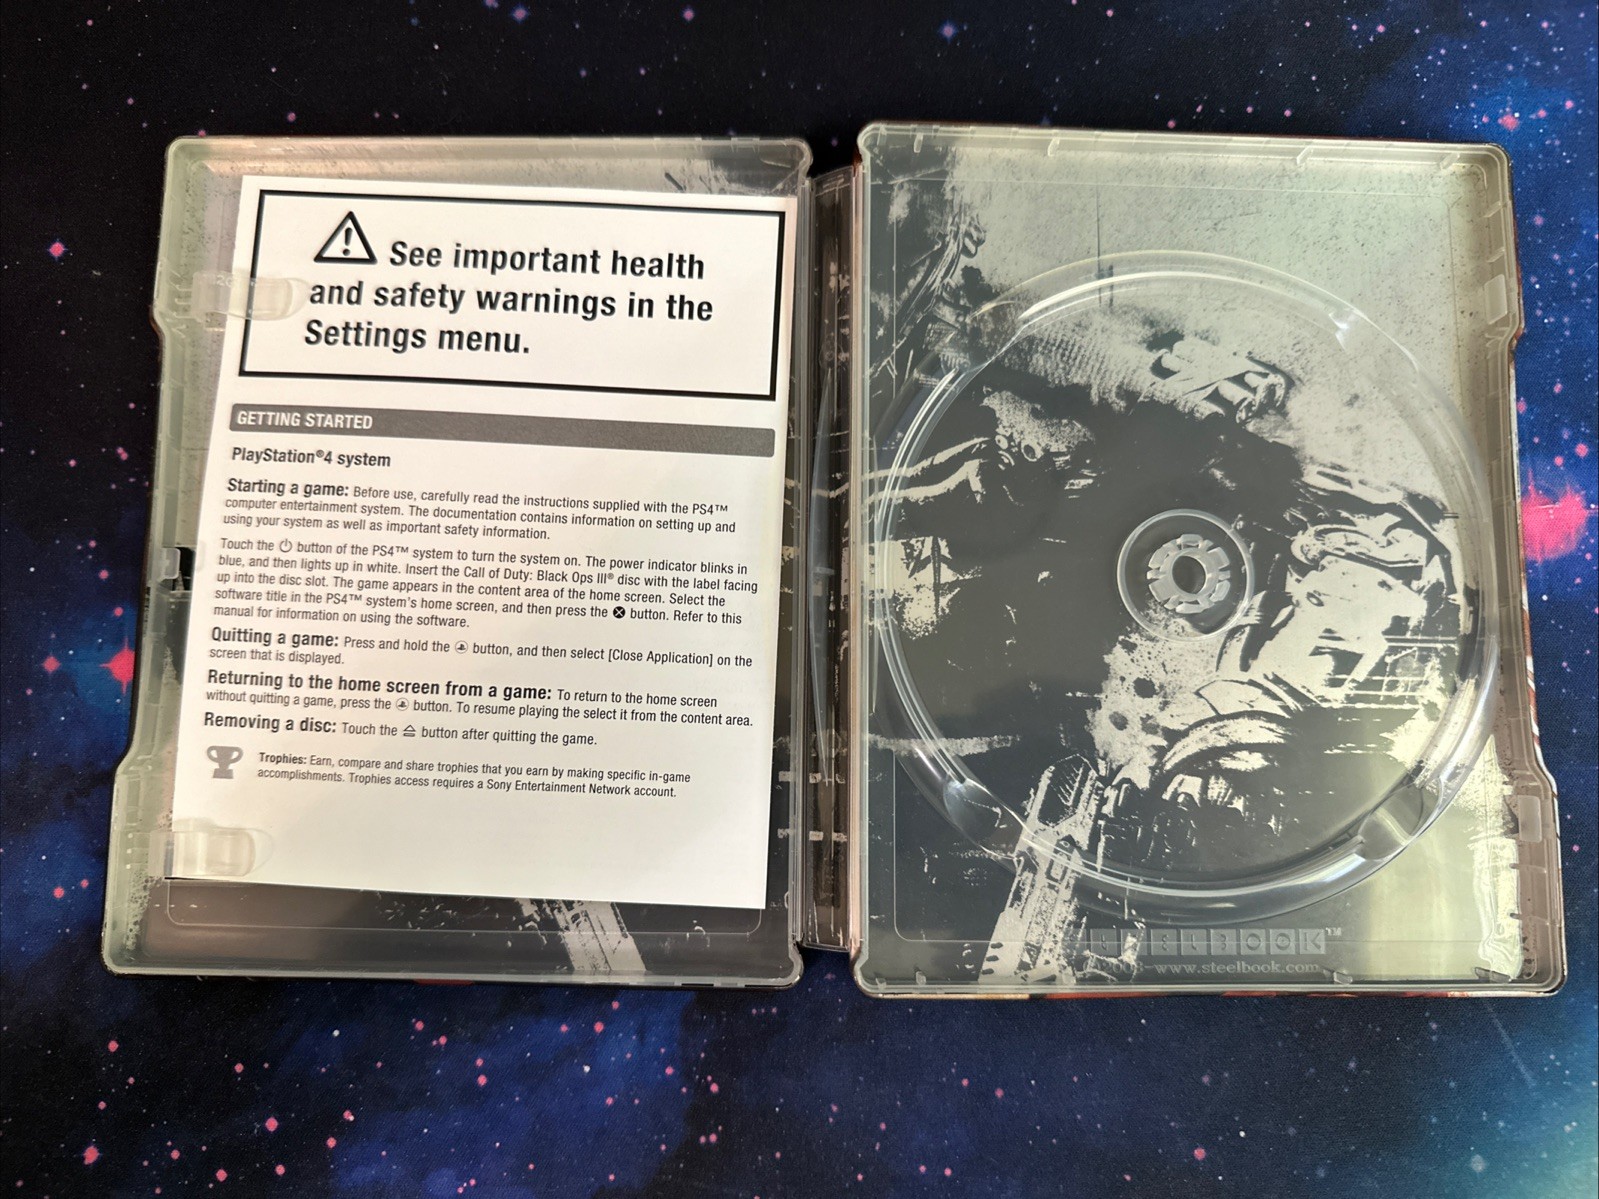 See important health
and safety warnings in the
Settings menu.
GETTING STARTED
PlayStation®4 system
Starting a game: Before use, carefully read the instructions supplied with the PS4™
computer entertainment system. The documentation contains information on setting up and
using your system as well as important safety information.
Touch the button of the PS4™ system to turn the system on. The power indicator blinks in
blue, and then lights up in white. Insert the Call of Duty: Black Ops III® disc with the label facing
up into the disc slot. The game appears in the content area of the home screen. Select the
software title in the PS4™ system's home screen, and then press the ⊗ button. Refer to this
manual for information on using the software.
Quitting a game: Press and hold the button, and then select [Close Application] on the
screen that is displayed.
Returning to the home screen from a game: To return to the home screen
without quitting a game, press the button. To resume playing the select it from the content area.
Removing a disc: Touch the ⏏ button after quitting the game.
Trophies: Earn, compare and share trophies that you earn by making specific in-game
accomplishments. Trophies access requires a Sony Entertainment Network account.
STEELBOOK™
www.steelbook.com